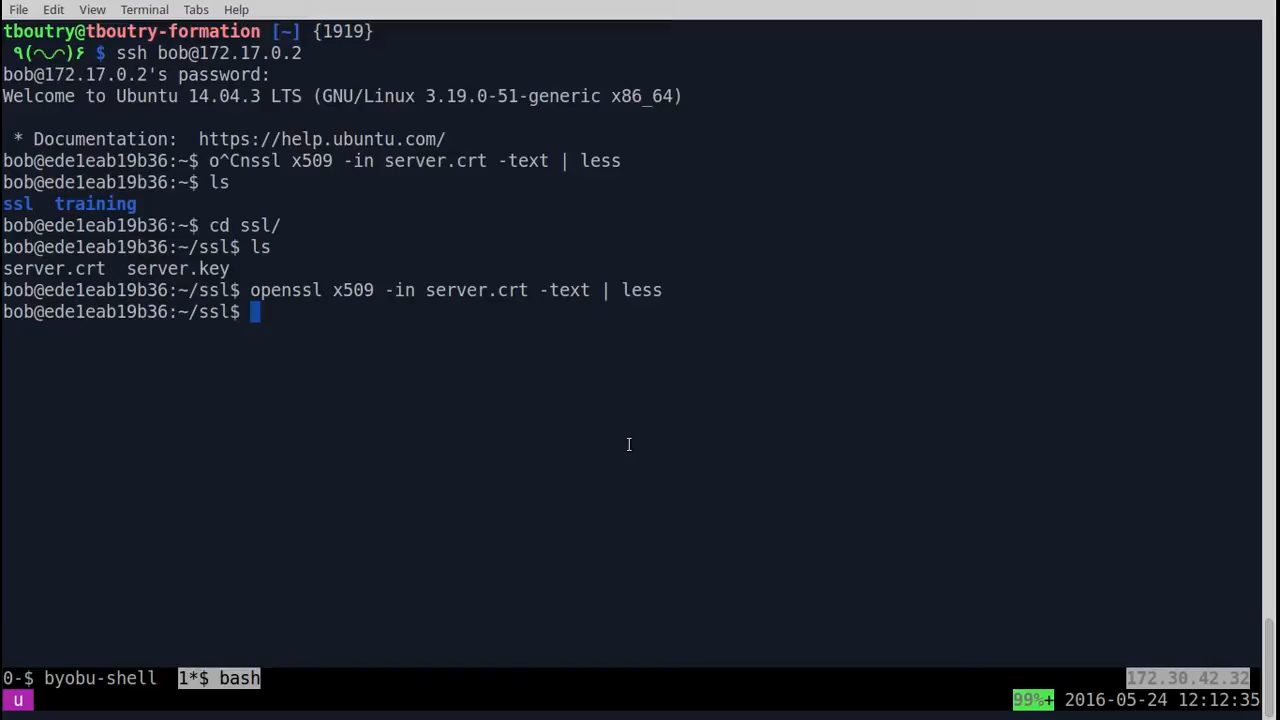 File Edit View Terminal Tabs Help
tboutry@tboutry-formation [~] {1919}
٩(◡◡)۶ $ ssh bob@172.17.0.2
bob@172.17.0.2's password:
Welcome to Ubuntu 14.04.3 LTS (GNU/Linux 3.19.0-51-generic x86_64)
* Documentation: https://help.ubuntu.com/
bob@ede1eab19b36:~$ o^Cnssl x509 -in server.crt -text | less
bob@ede1eab19b36:~$ ls
ssl training
bob@ede1eab19b36:~$ cd ssl/
bob@ede1eab19b36:~/ssl$ ls
server.crt server.key
bob@ede1eab19b36:~/ssl$ openssl x509 -in server.crt -text | less
bob@ede1eab19b36:~/ssl$
0-$ byobu-shell 1*$ bash 172.30.42.32
u 99%+ 2016-05-24 12:12:35